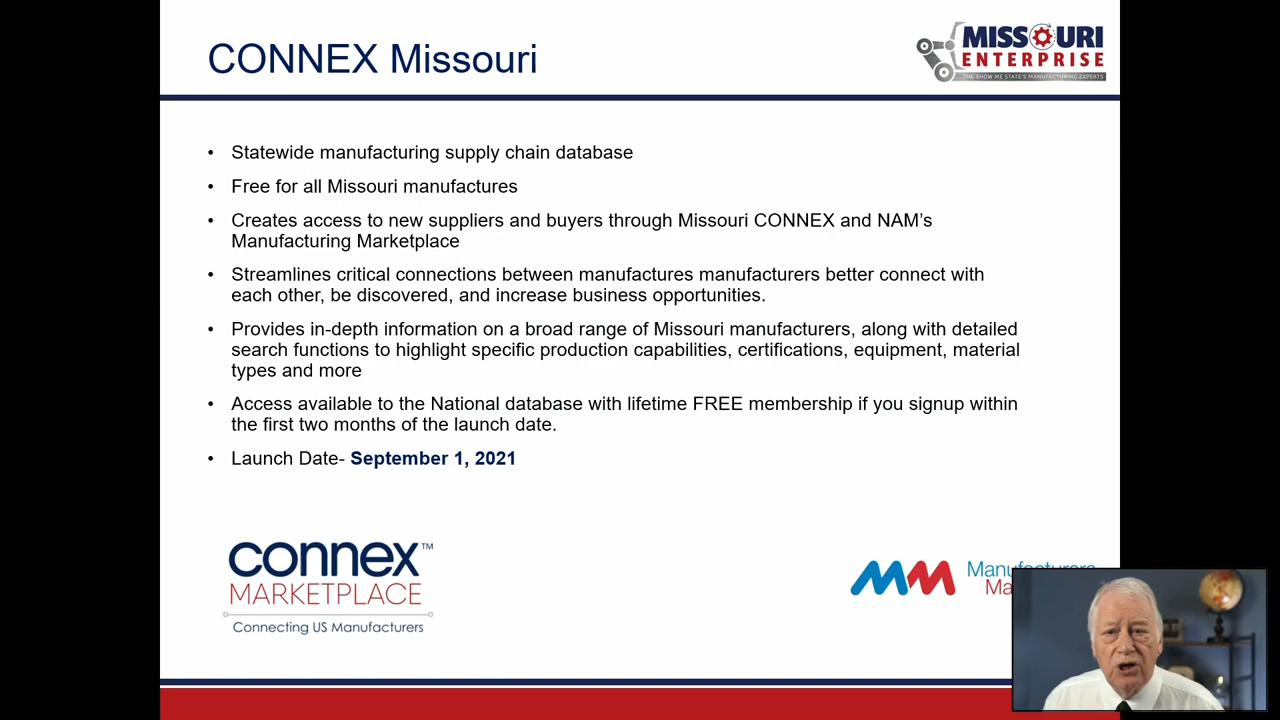 CONNEX Missouri
MISSOURI
ENTERPRISE
THE SHOW ME STATE'S MANUFACTURING EXPERTS
• Statewide manufacturing supply chain database
• Free for all Missouri manufactures
• Creates access to new suppliers and buyers through Missouri CONNEX and NAM’s
Manufacturing Marketplace
• Streamlines critical connections between manufactures manufacturers better connect with
each other, be discovered, and increase business opportunities.
• Provides in-depth information on a broad range of Missouri manufacturers, along with detailed
search functions to highlight specific production capabilities, certifications, equipment, material
types and more
• Access available to the National database with lifetime FREE membership if you signup within
the first two months of the launch date.
• Launch Date- September 1, 2021
connex™
MARKETPLACE
Connecting US Manufacturers
Manufacturers